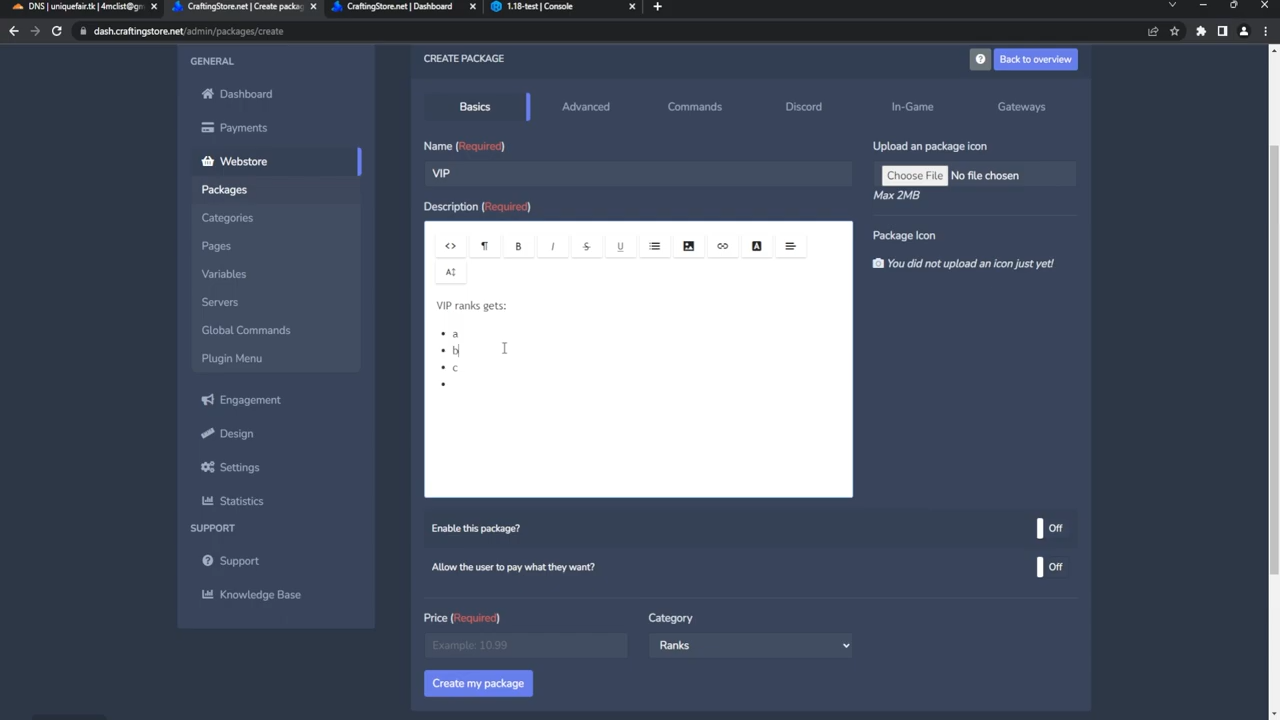 DNS | uniquefair.tk | 4mclist@gm
CraftingStore.net | Create packag
CraftingStore.net | Dashboard
1.18-test | Console
dash.craftingstore.net/admin/packages/create
GENERAL
Dashboard
Payments
Webstore
Packages
Categories
Pages
Variables
Servers
Global Commands
Plugin Menu
Engagement
Design
Settings
Statistics
SUPPORT
Support
Knowledge Base
CREATE PACKAGE
Back to overview
Basics
Advanced
Commands
Discord
In-Game
Gateways
Name (Required)
VIP
Description (Required)
VIP ranks gets:
• a
• b
• c
•
Enable this package?
Off
Allow the user to pay what they want?
Off
Price (Required)
Example: 10.99
Category
Ranks
Create my package
Upload an package icon
Choose File No file chosen
Max 2MB
Package Icon
You did not upload an icon just yet!